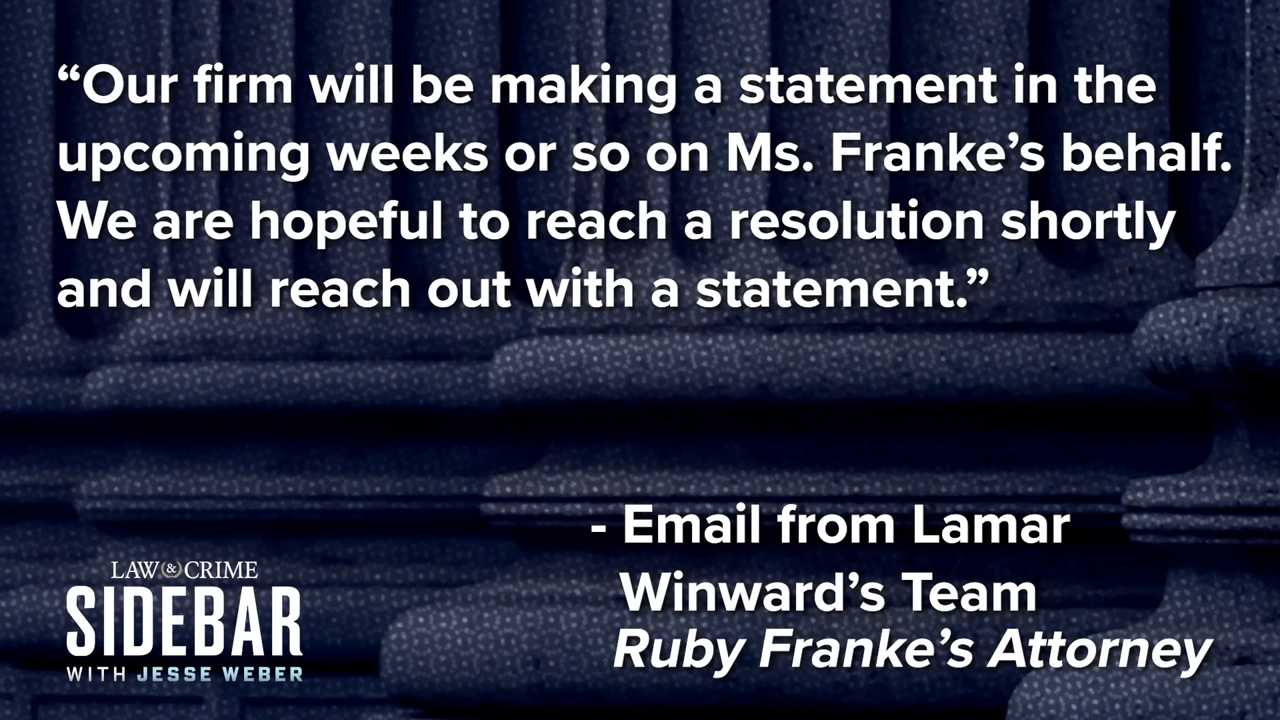 “Our firm will be making a statement in the
upcoming weeks or so on Ms. Franke’s behalf.
We are hopeful to reach a resolution shortly
and will reach out with a statement.”
- Email from Lamar
Winward’s Team
Ruby Franke’s Attorney
LAW & CRIME
SIDEBAR
WITH JESSE WEBER